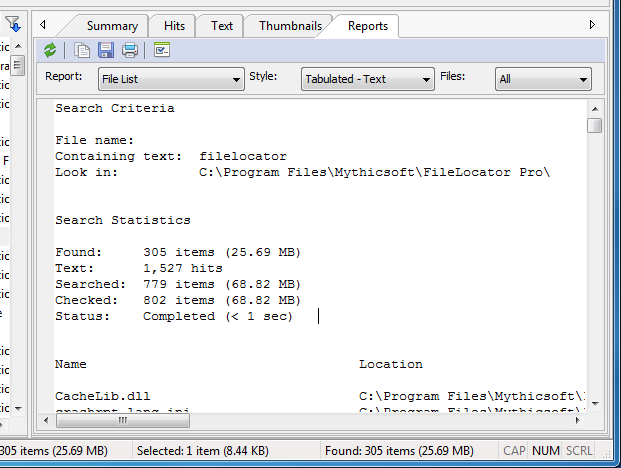 Summary Hits Text Thumbnails Reports
Report: File List Style: Tabulated - Text Files: All
Search Criteria
File name:
Containing text: filelocator
Look in: C:\Program Files\Mythicsoft\FileLocator Pro\
Search Statistics
Found: 305 items (25.69 MB)
Text: 1,527 hits
Searched: 779 items (68.82 MB)
Checked: 802 items (68.82 MB)
Status: Completed (< 1 sec)
Name Location
CacheLib.dll C:\Program Files\Mythicsoft\
crashrpt_lang.ini C:\Program Files\Mythicsoft\
305 items (25.69 MB) Selected: 1 item (8.44 KB) Found: 305 items (25.69 MB) CAP NUM SCRL